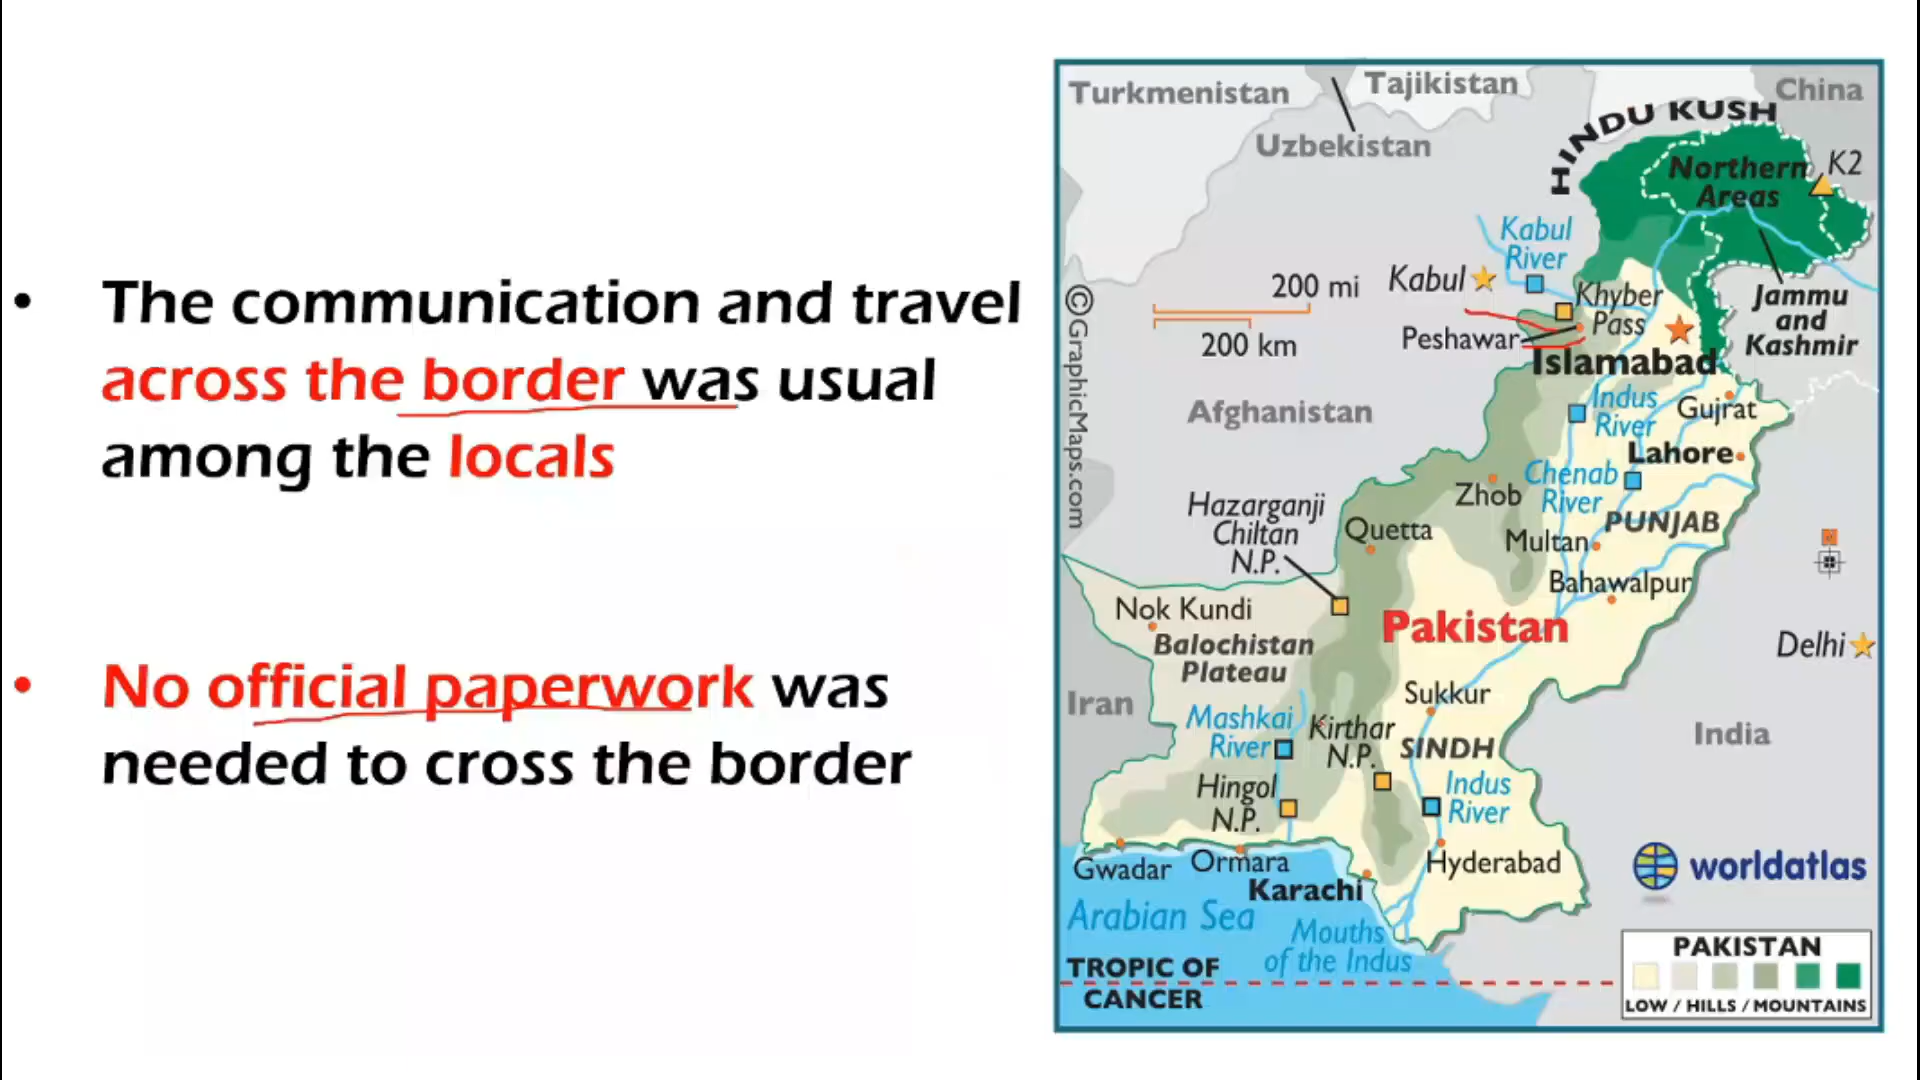 • The communication and travel
across the border was usual
among the locals
• No official paperwork was
needed to cross the border
Turkmenistan
Tajikistan
China
Uzbekistan
HINDU KUSH
Northern
Areas
K2
Kabul
River
Kabul
200 mi
200 km
Khyber
Pass
Peshawar
Islamabad
Jammu
and
Kashmir
©GraphicMaps.com
Afghanistan
Indus
River
Gujrat
Lahore
Chenab
River
Zhob
PUNJAB
Hazarganji
Chiltan
N.P.
Quetta
Multan
Bahawalpur
Nok Kundi
Pakistan
Balochistan
Plateau
Delhi
Iran
Sukkur
Mashkai
River
Kirthar
N.P.
SINDH
India
Hingol
N.P.
Indus
River
Gwadar
Ormara
Karachi
Hyderabad
worldatlas
Arabian Sea
Mouths
of the Indus
TROPIC OF
CANCER
PAKISTAN
LOW / HILLS / MOUNTAINS